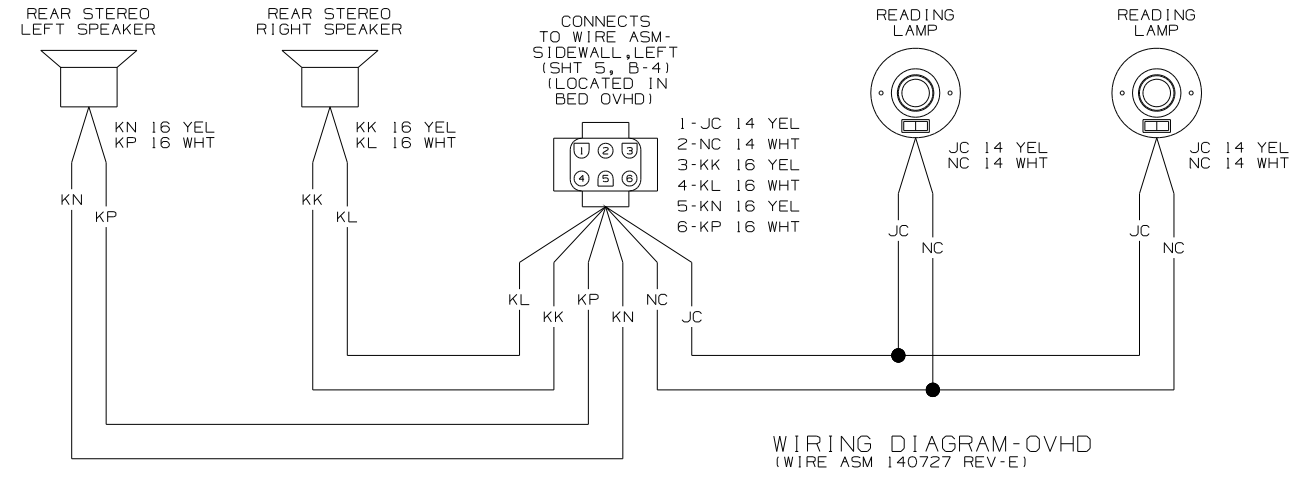 REAR STEREO
LEFT SPEAKER
KN 16 YEL
KP 16 WHT
KN
KP
REAR STEREO
RIGHT SPEAKER
KK 16 YEL
KL 16 WHT
KK
KL
CONNECTS
TO WIRE ASM-
SIDEWALL,LEFT
(SHT 5, B-4)
(LOCATED IN
BED OVHD)
1 2 3
4 5 6
1-JC 14 YEL
2-NC 14 WHT
3-KK 16 YEL
4-KL 16 WHT
5-KN 16 YEL
6-KP 16 WHT
KL
KK
KP
KN
NC
JC
READING
LAMP
JC 14 YEL
NC 14 WHT
JC
NC
READING
LAMP
JC 14 YEL
NC 14 WHT
JC
NC
WIRING DIAGRAM-OVHD
(WIRE ASM 140727 REV-E)